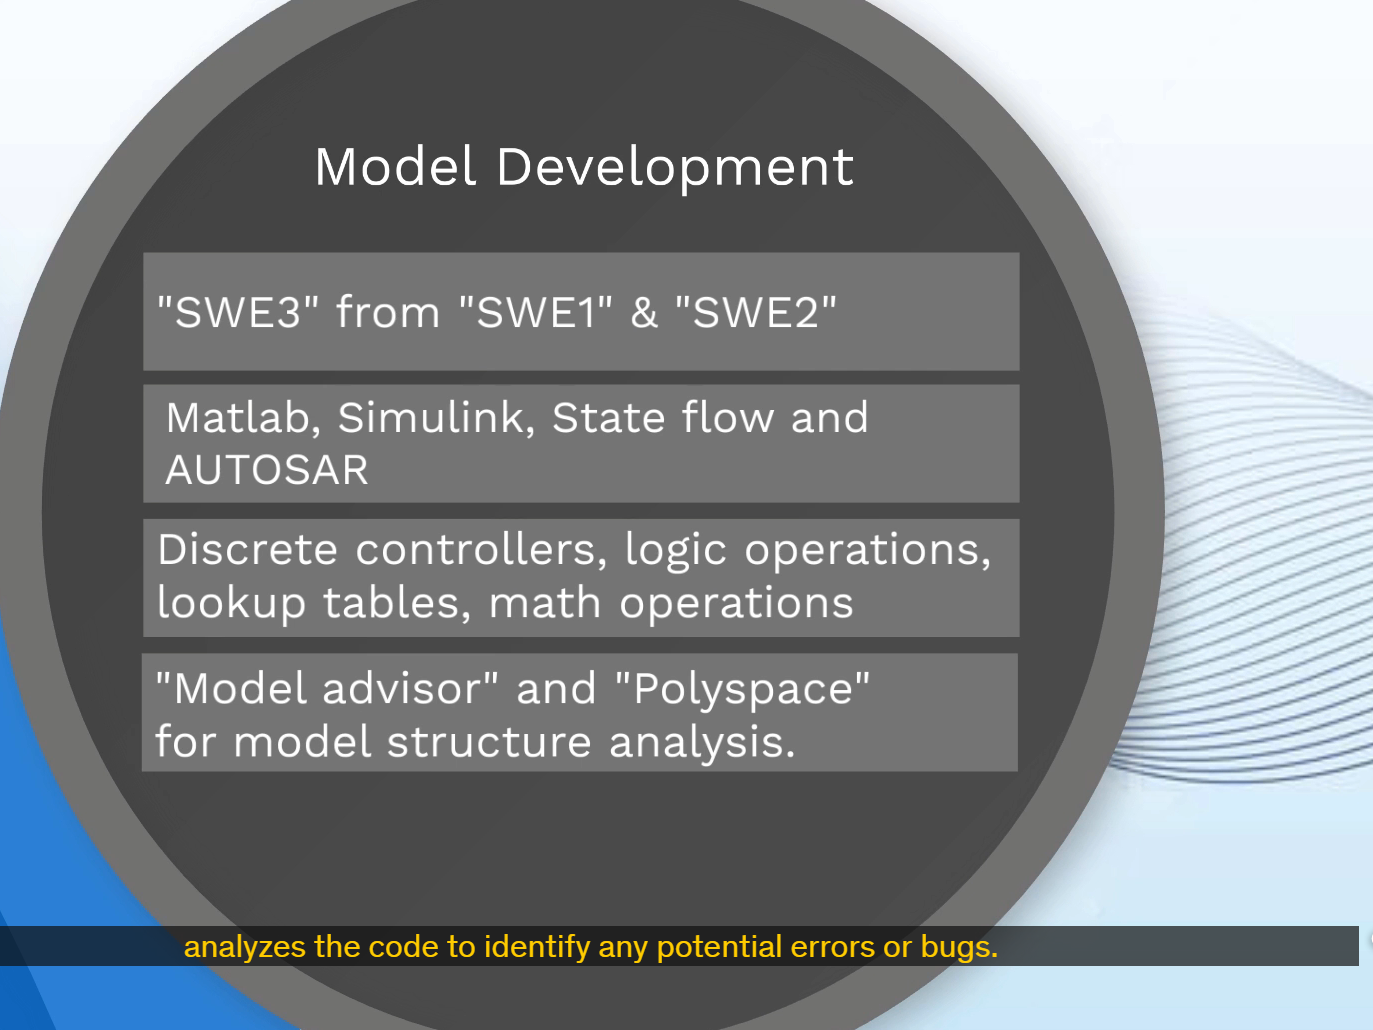 Model Development
"SWE3" from "SWE1" & "SWE2"
Matlab, Simulink, State flow and
AUTOSAR
Discrete controllers, logic operations,
lookup tables, math operations
"Model advisor" and "Polyspace"
for model structure analysis.
analyzes the code to identify any potential errors or bugs.